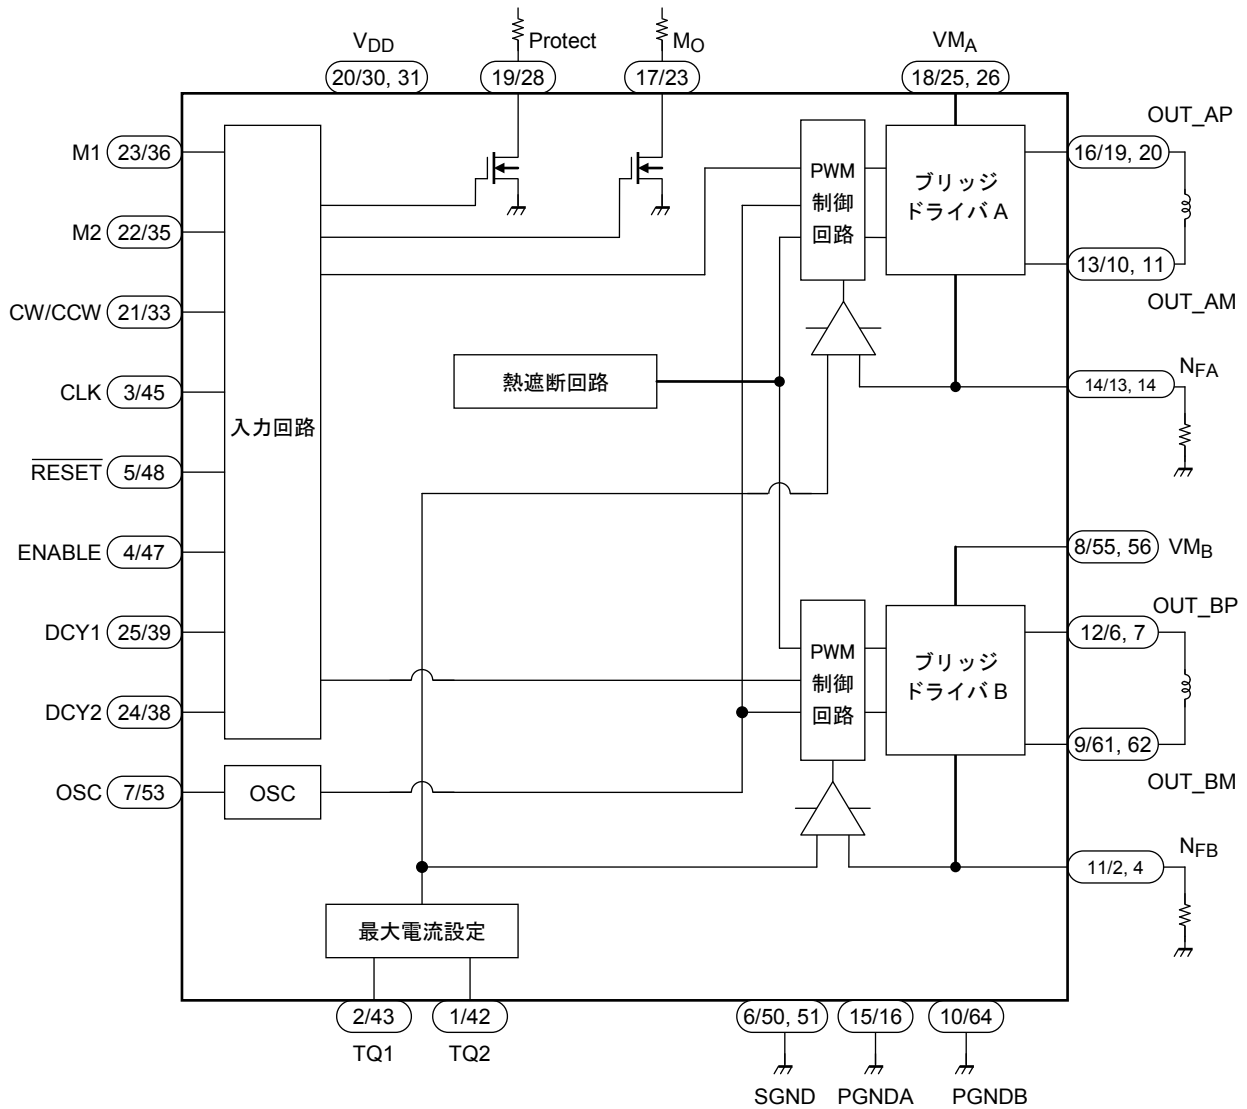 VDD
Protect
MO
VMA
20/30, 31
19/28
17/23
18/25, 26
OUT_AP
M1
23/36
16/19, 20
PWM
制御
回路
ブリッジ
ドライバ A
M2
22/35
13/10, 11
OUT_AM
CW/CCW
21/33
NFA
熱遮断回路
14/13, 14
CLK
3/45
入力回路
RESET
5/48
ENABLE
4/47
8/55, 56
VMB
OUT_BP
DCY1
25/39
12/6, 7
PWM
制御
回路
ブリッジ
ドライバ B
DCY2
24/38
9/61, 62
OUT_BM
OSC
7/53
OSC
NFB
11/2, 4
最大電流設定
2/43
1/42
6/50, 51
15/16
10/64
TQ1
TQ2
SGND
PGNDA
PGNDB